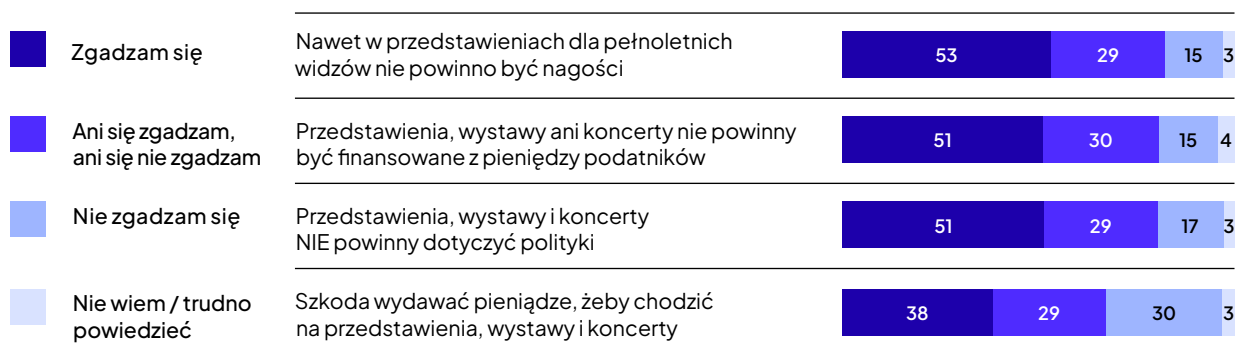 Zgadzam się
Nawet w przedstawieniach dla pełnoletnich
widzów nie powinno być nagości
53 29 15 3
Ani się zgadzam,
ani się nie zgadzam
Przedstawienia, wystawy ani koncerty nie powinny
być finansowane z pieniędzy podatników
51 30 15 4
Nie zgadzam się
Przedstawienia, wystawy i koncerty
NIE powinny dotyczyć polityki
51 29 17 3
Nie wiem / trudno
powiedzieć
Szkoda wydawać pieniądze, żeby chodzić
na przedstawienia, wystawy i koncerty
38 29 30 3